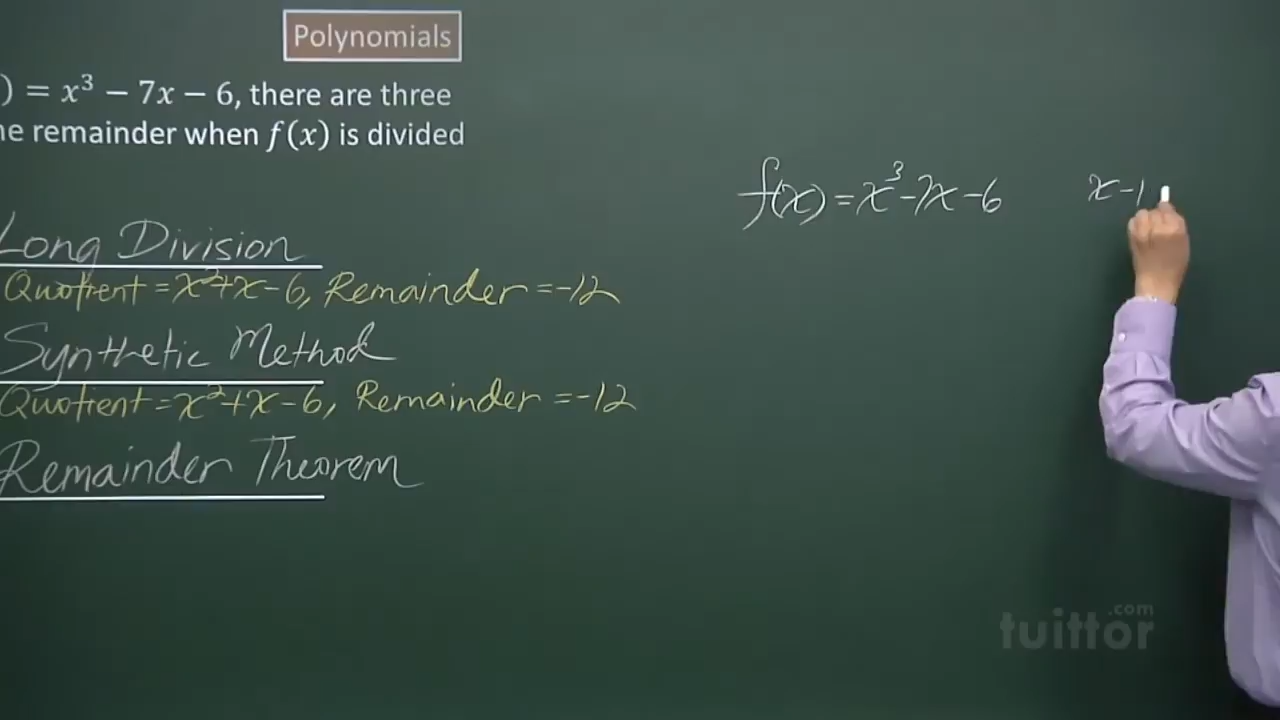 Polynomials
) = x³ − 7x − 6, there are three
e remainder when f(x) is divided
f(x) = x³ - 7x - 6 x - 1
Long Division
Quotient = x² + x - 6, Remainder = -12
Synthetic Method
Quotient = x² + x - 6, Remainder = -12
Remainder Theorem
tuittor.com